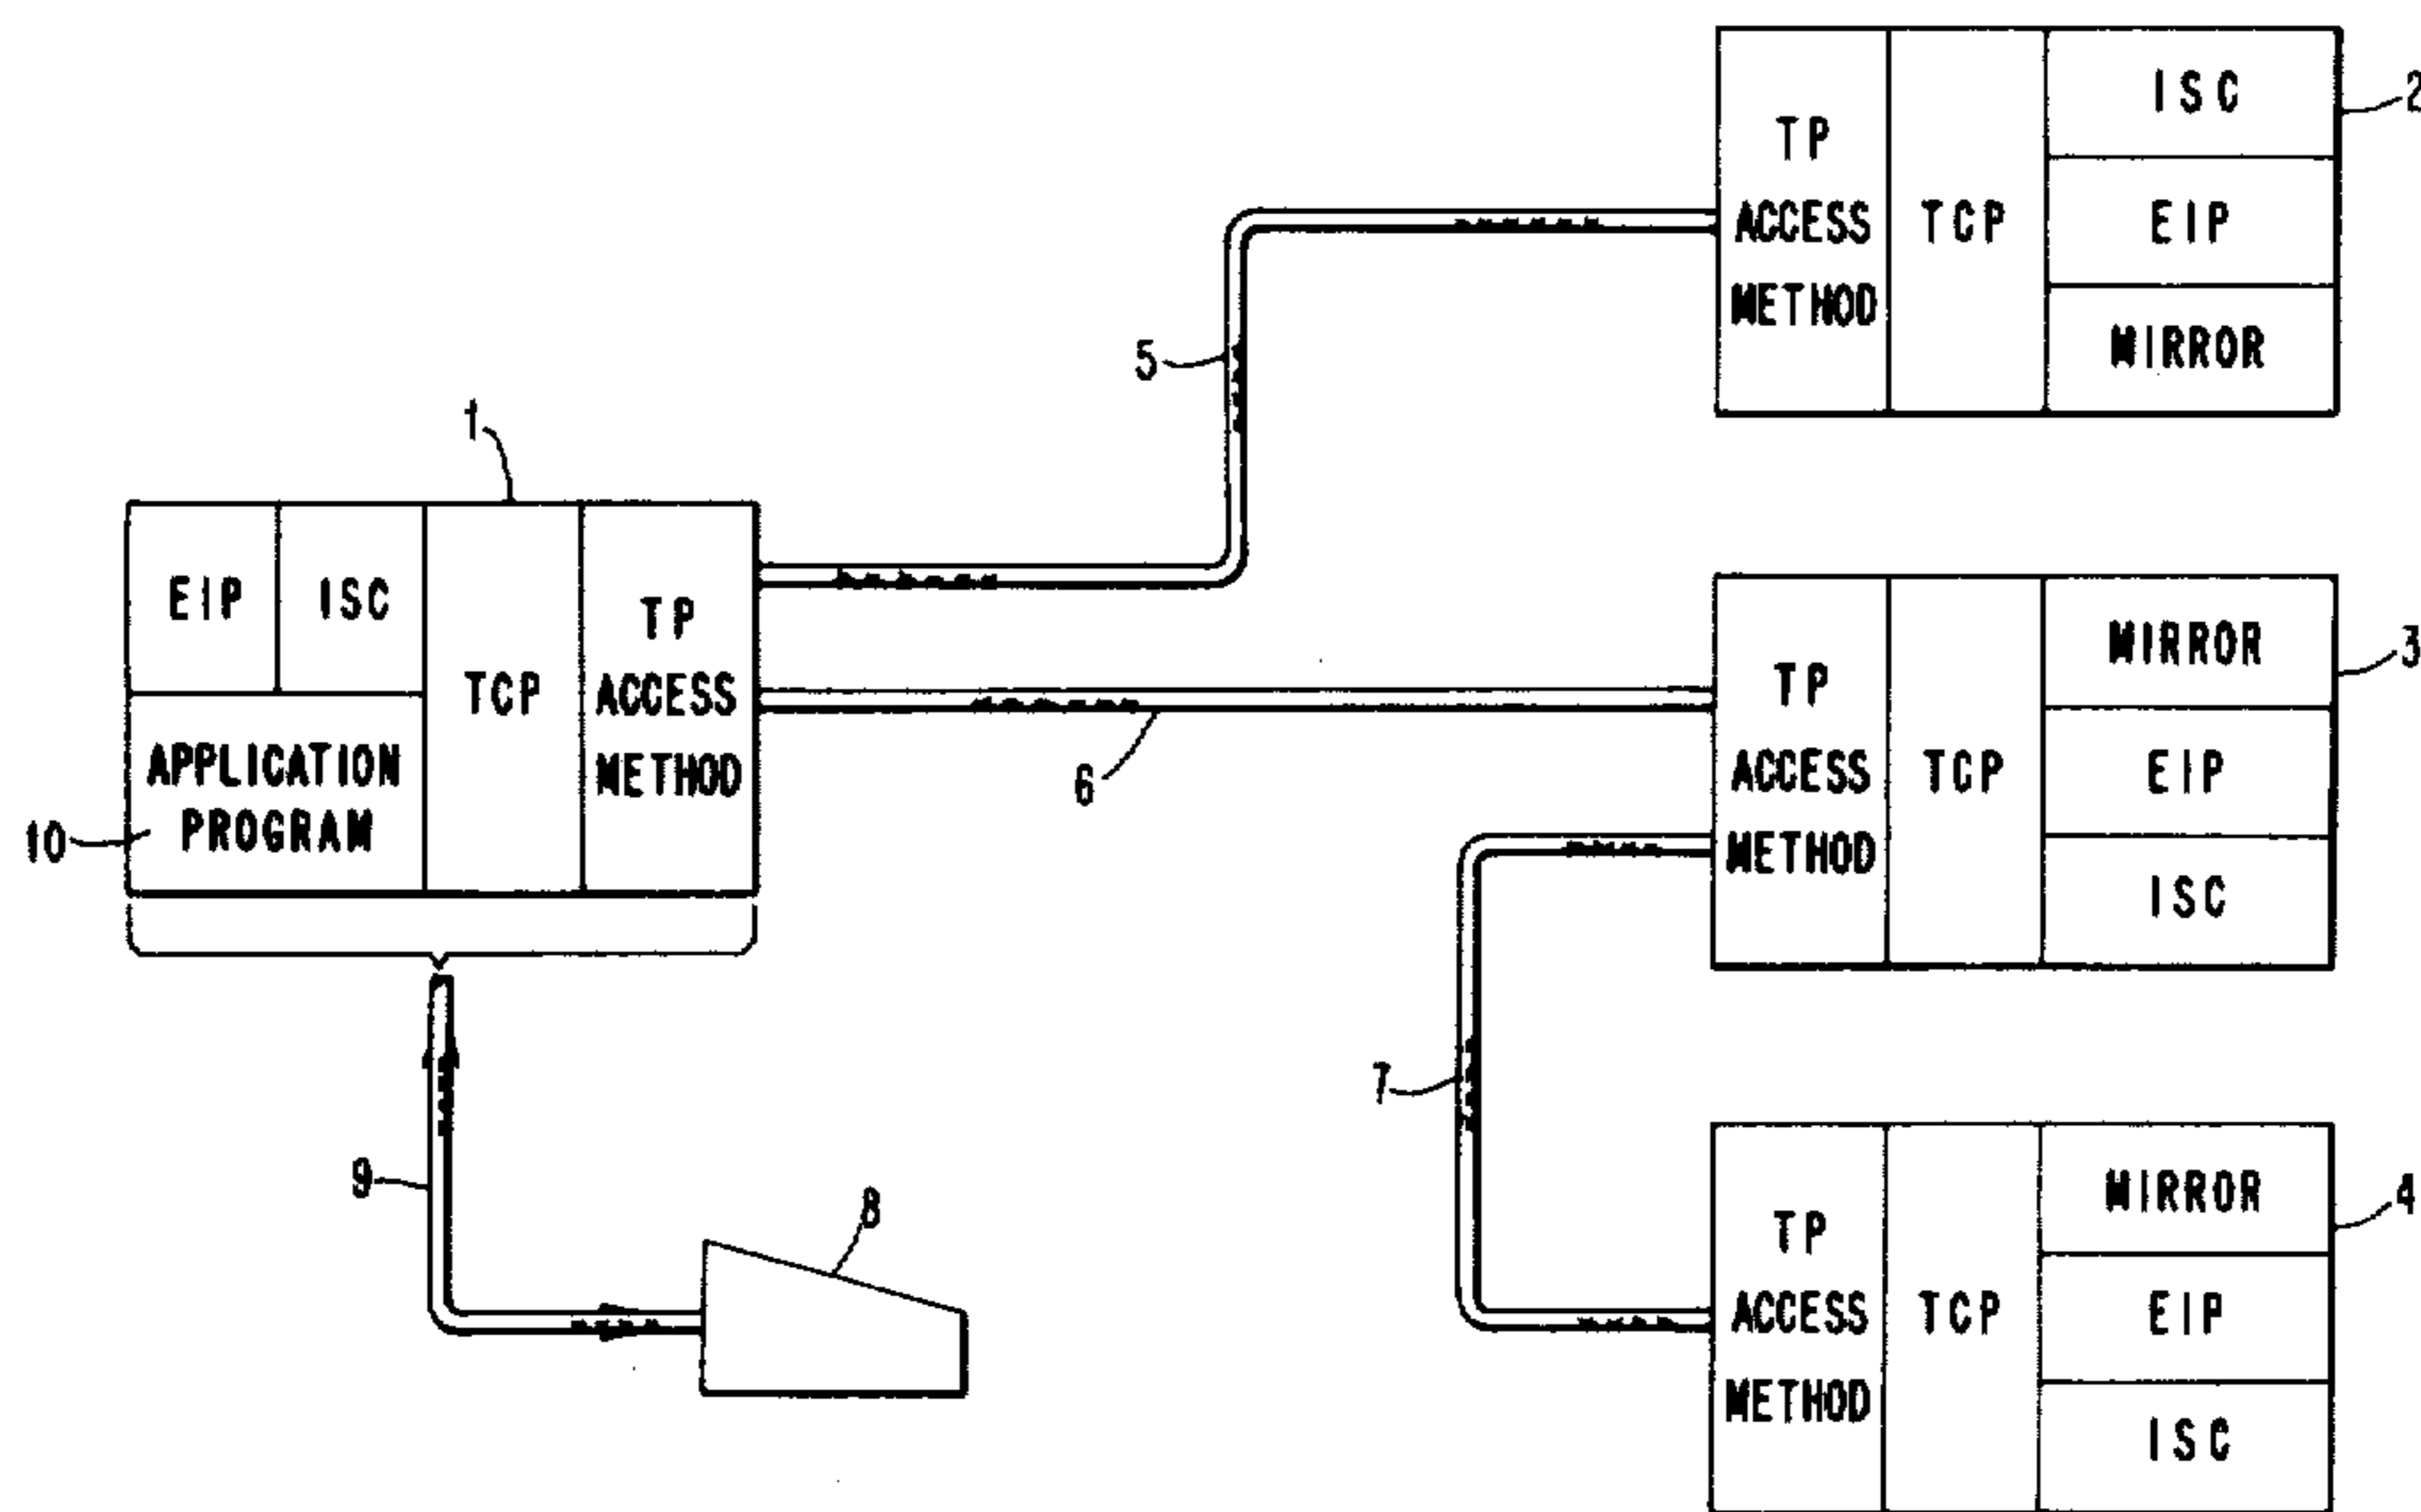 1
EIP
ISC
TCP
TP
ACCESS
METHOD
APPLICATION
PROGRAM
10
5
6
9
8
7
TP
ACCESS
METHOD
TCP
ISC
EIP
MIRROR
2
TP
ACCESS
METHOD
TCP
MIRROR
EIP
ISC
3
TP
ACCESS
METHOD
TCP
MIRROR
EIP
ISC
4